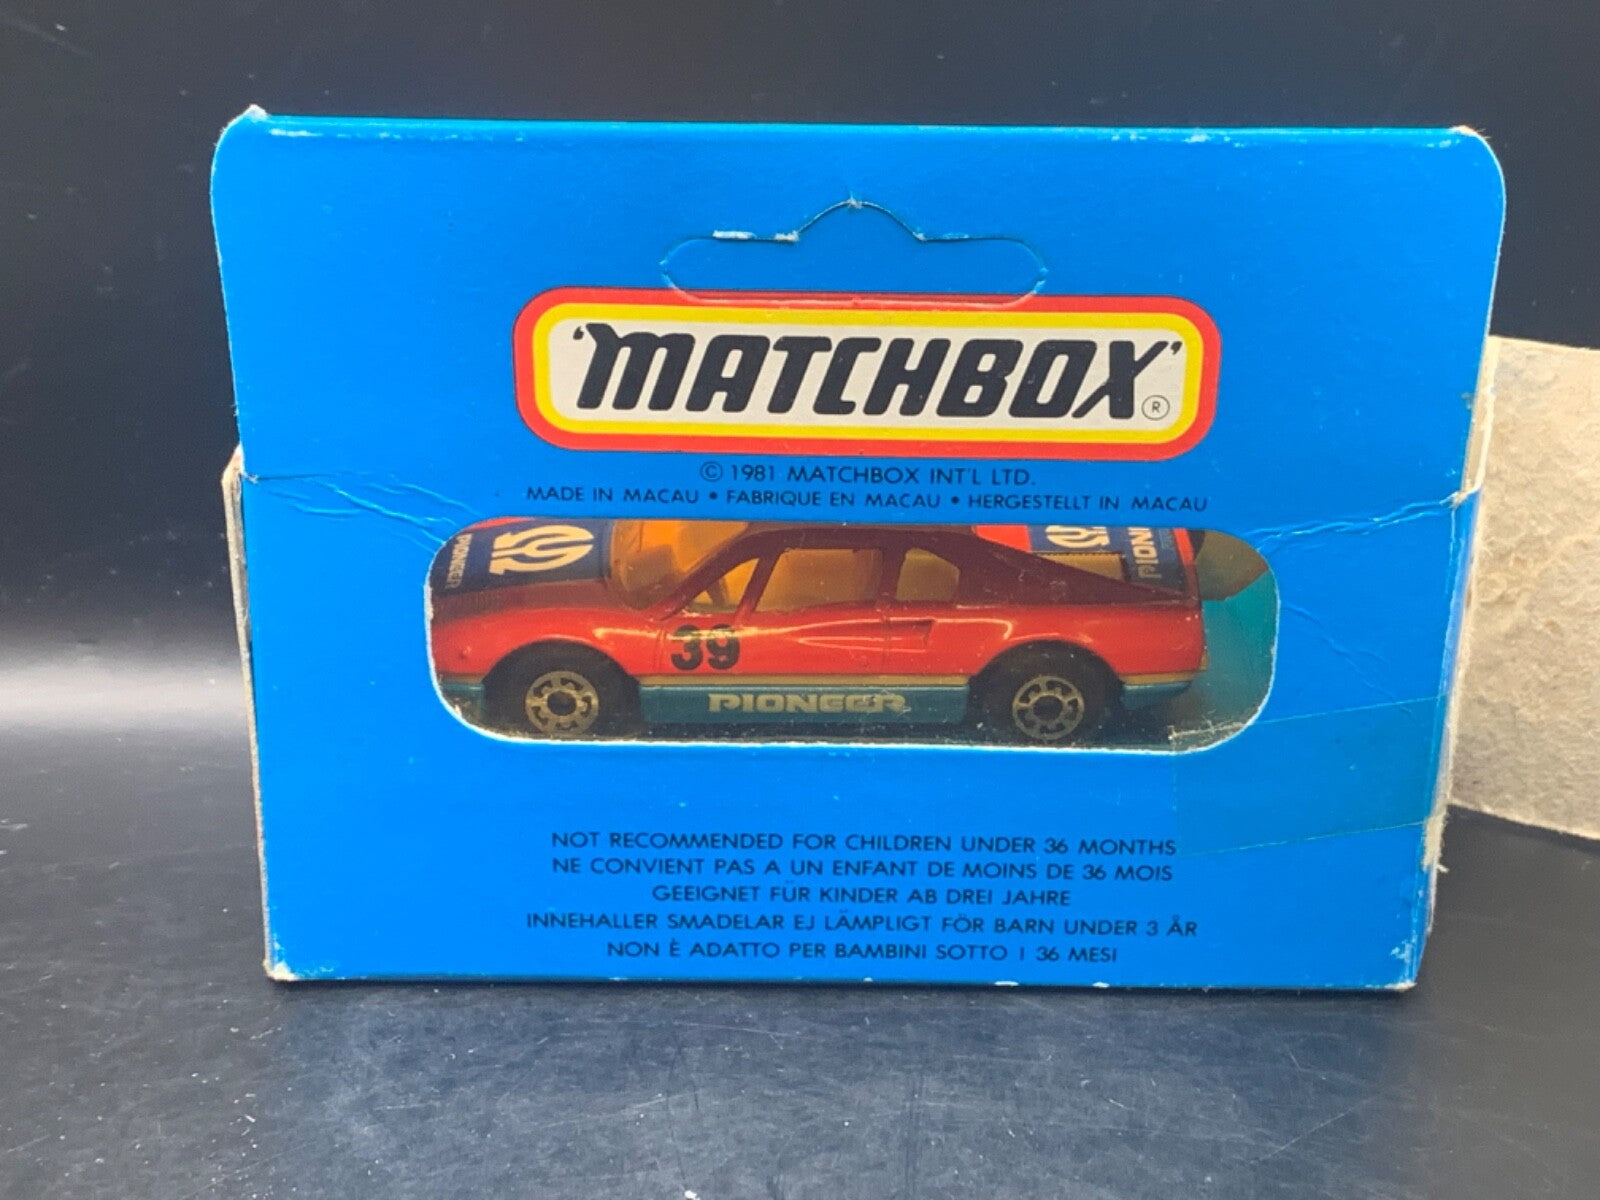 'MATCHBOX'®
© 1981 MATCHBOX INT'L LTD.
MADE IN MACAU • FABRIQUE EN MACAU • HERGESTELLT IN MACAU
PIONEER
PIONE
39
PIONEER
NOT RECOMMENDED FOR CHILDREN UNDER 36 MONTHS
NE CONVIENT PAS A UN ENFANT DE MOINS DE 36 MOIS
GEEIGNET FÜR KINDER AB DREI JAHRE
INNEHALLER SMADELAR EJ LÄMPLIGT FÖR BARN UNDER 3 ÅR
NON È ADATTO PER BAMBINI SOTTO I 36 MESI